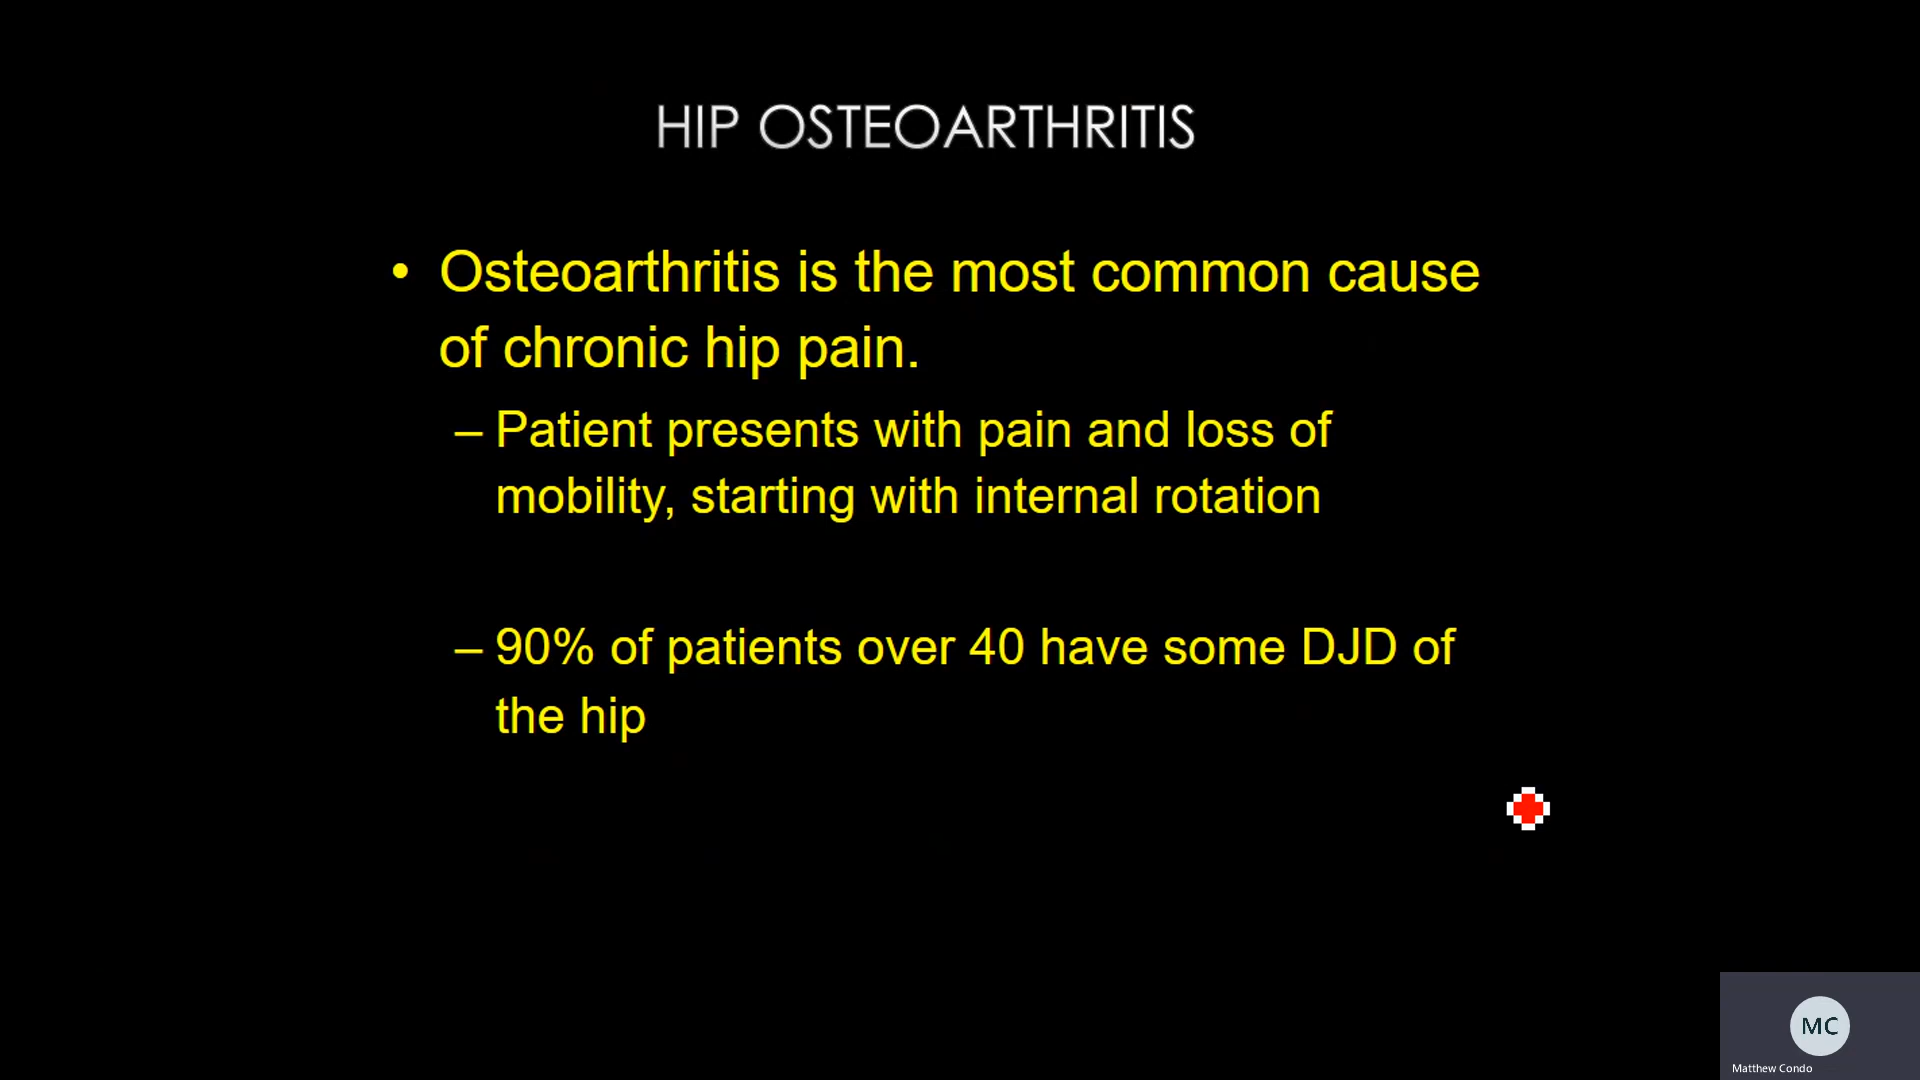 HIP OSTEOARTHRITIS
• Osteoarthritis is the most common cause
of chronic hip pain.
– Patient presents with pain and loss of
mobility, starting with internal rotation
– 90% of patients over 40 have some DJD of
the hip
MC
Matthew Condo